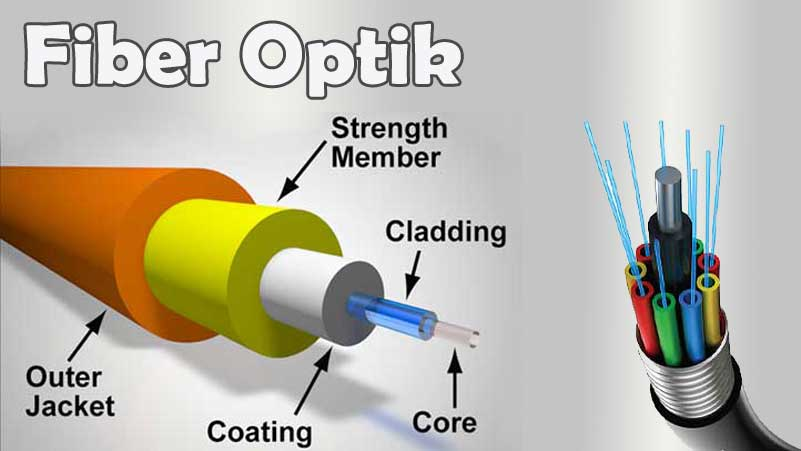 Fiber Optik
Strength
Member
Cladding
Outer
Jacket
Coating
Core